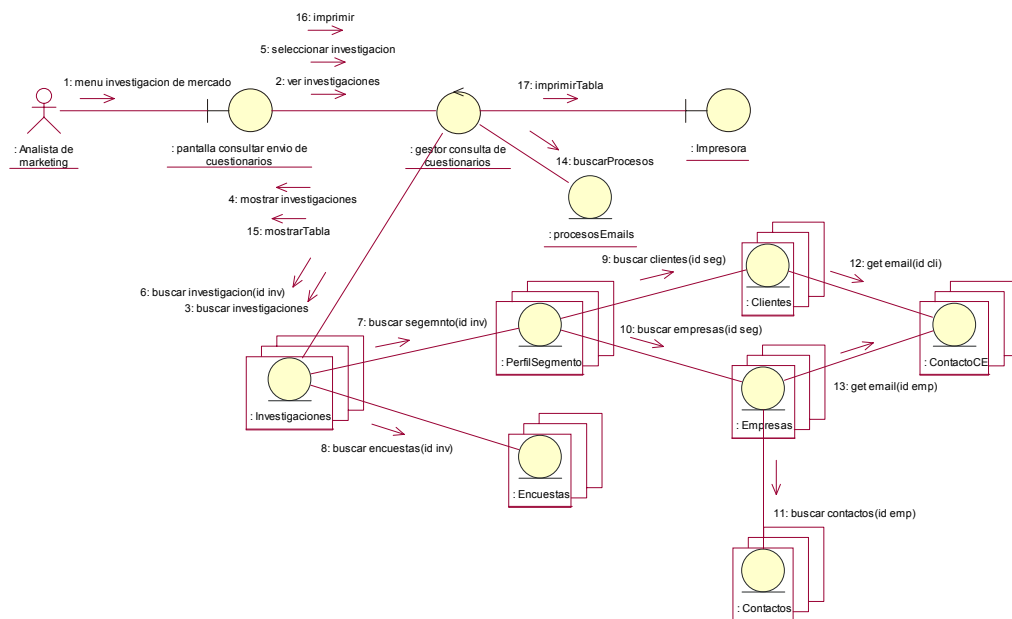 16: imprimir
5: seleccionar investigacion
2: ver investigaciones
1: menu investigacion de mercado
17: imprimirTabla
: Analista de
marketing
: pantalla consultar envio de
cuestionarios
: gestor consulta de
cuestionarios
: Impresora
14: buscarProcesos
4: mostrar investigaciones
15: mostrarTabla
: procesosEmails
9: buscar clientes(id seg)
12: get email(id cli)
6: buscar investigacion(id inv)
3: buscar investigaciones
: Clientes
7: buscar segemnto(id inv)
10: buscar empresas(id seg)
: PerfilSegmento
: ContactoCE
13: get email(id emp)
: Investigaciones
: Empresas
8: buscar encuestas(id inv)
: Encuestas
11: buscar contactos(id emp)
: Contactos